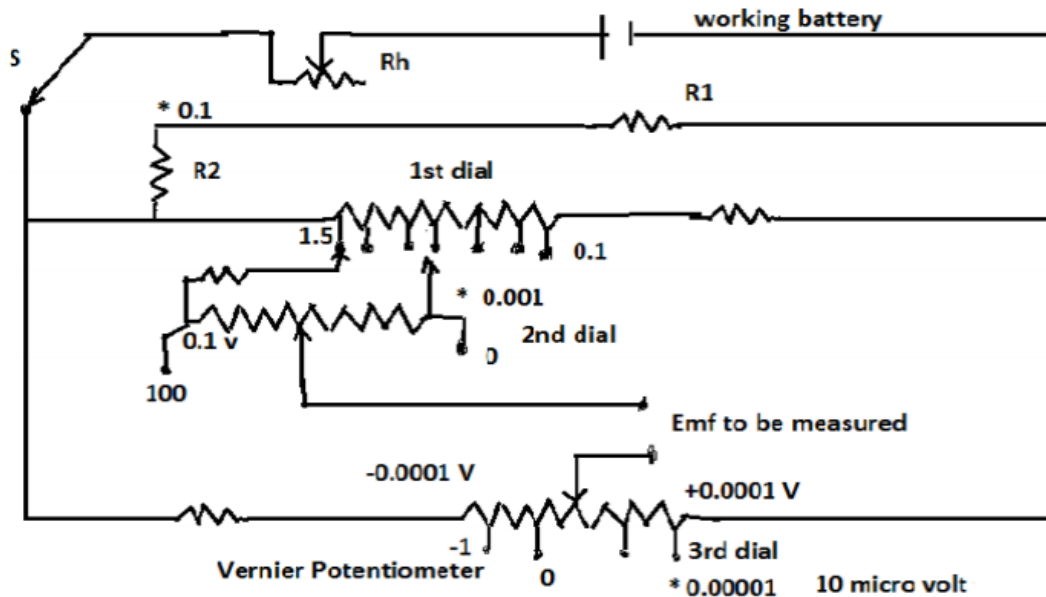 working battery
S
Rh
R1
* 0.1
R2
1st dial
1.5
0.1
* 0.001
2nd dial
0.1 v
0
100
Emf to be measured
-0.0001 V
+0.0001 V
-1
0
3rd dial
Vernier Potentiometer
* 0.00001 10 micro volt